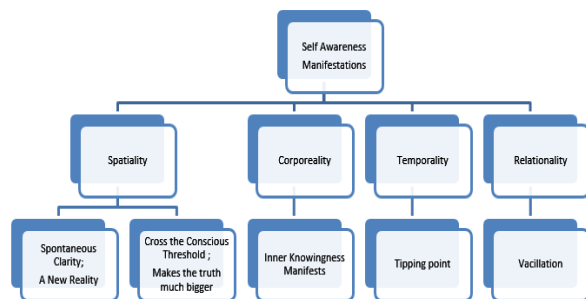 Self Awareness
Manifestations
Spatiality
Corporeality
Temporality
Relationality
Spontaneous
Clarity;
A New Reality
Cross the Conscious
Threshold ;
Makes the truth
much bigger
Inner Knowingness
Manifests
Tipping point
Vacillation